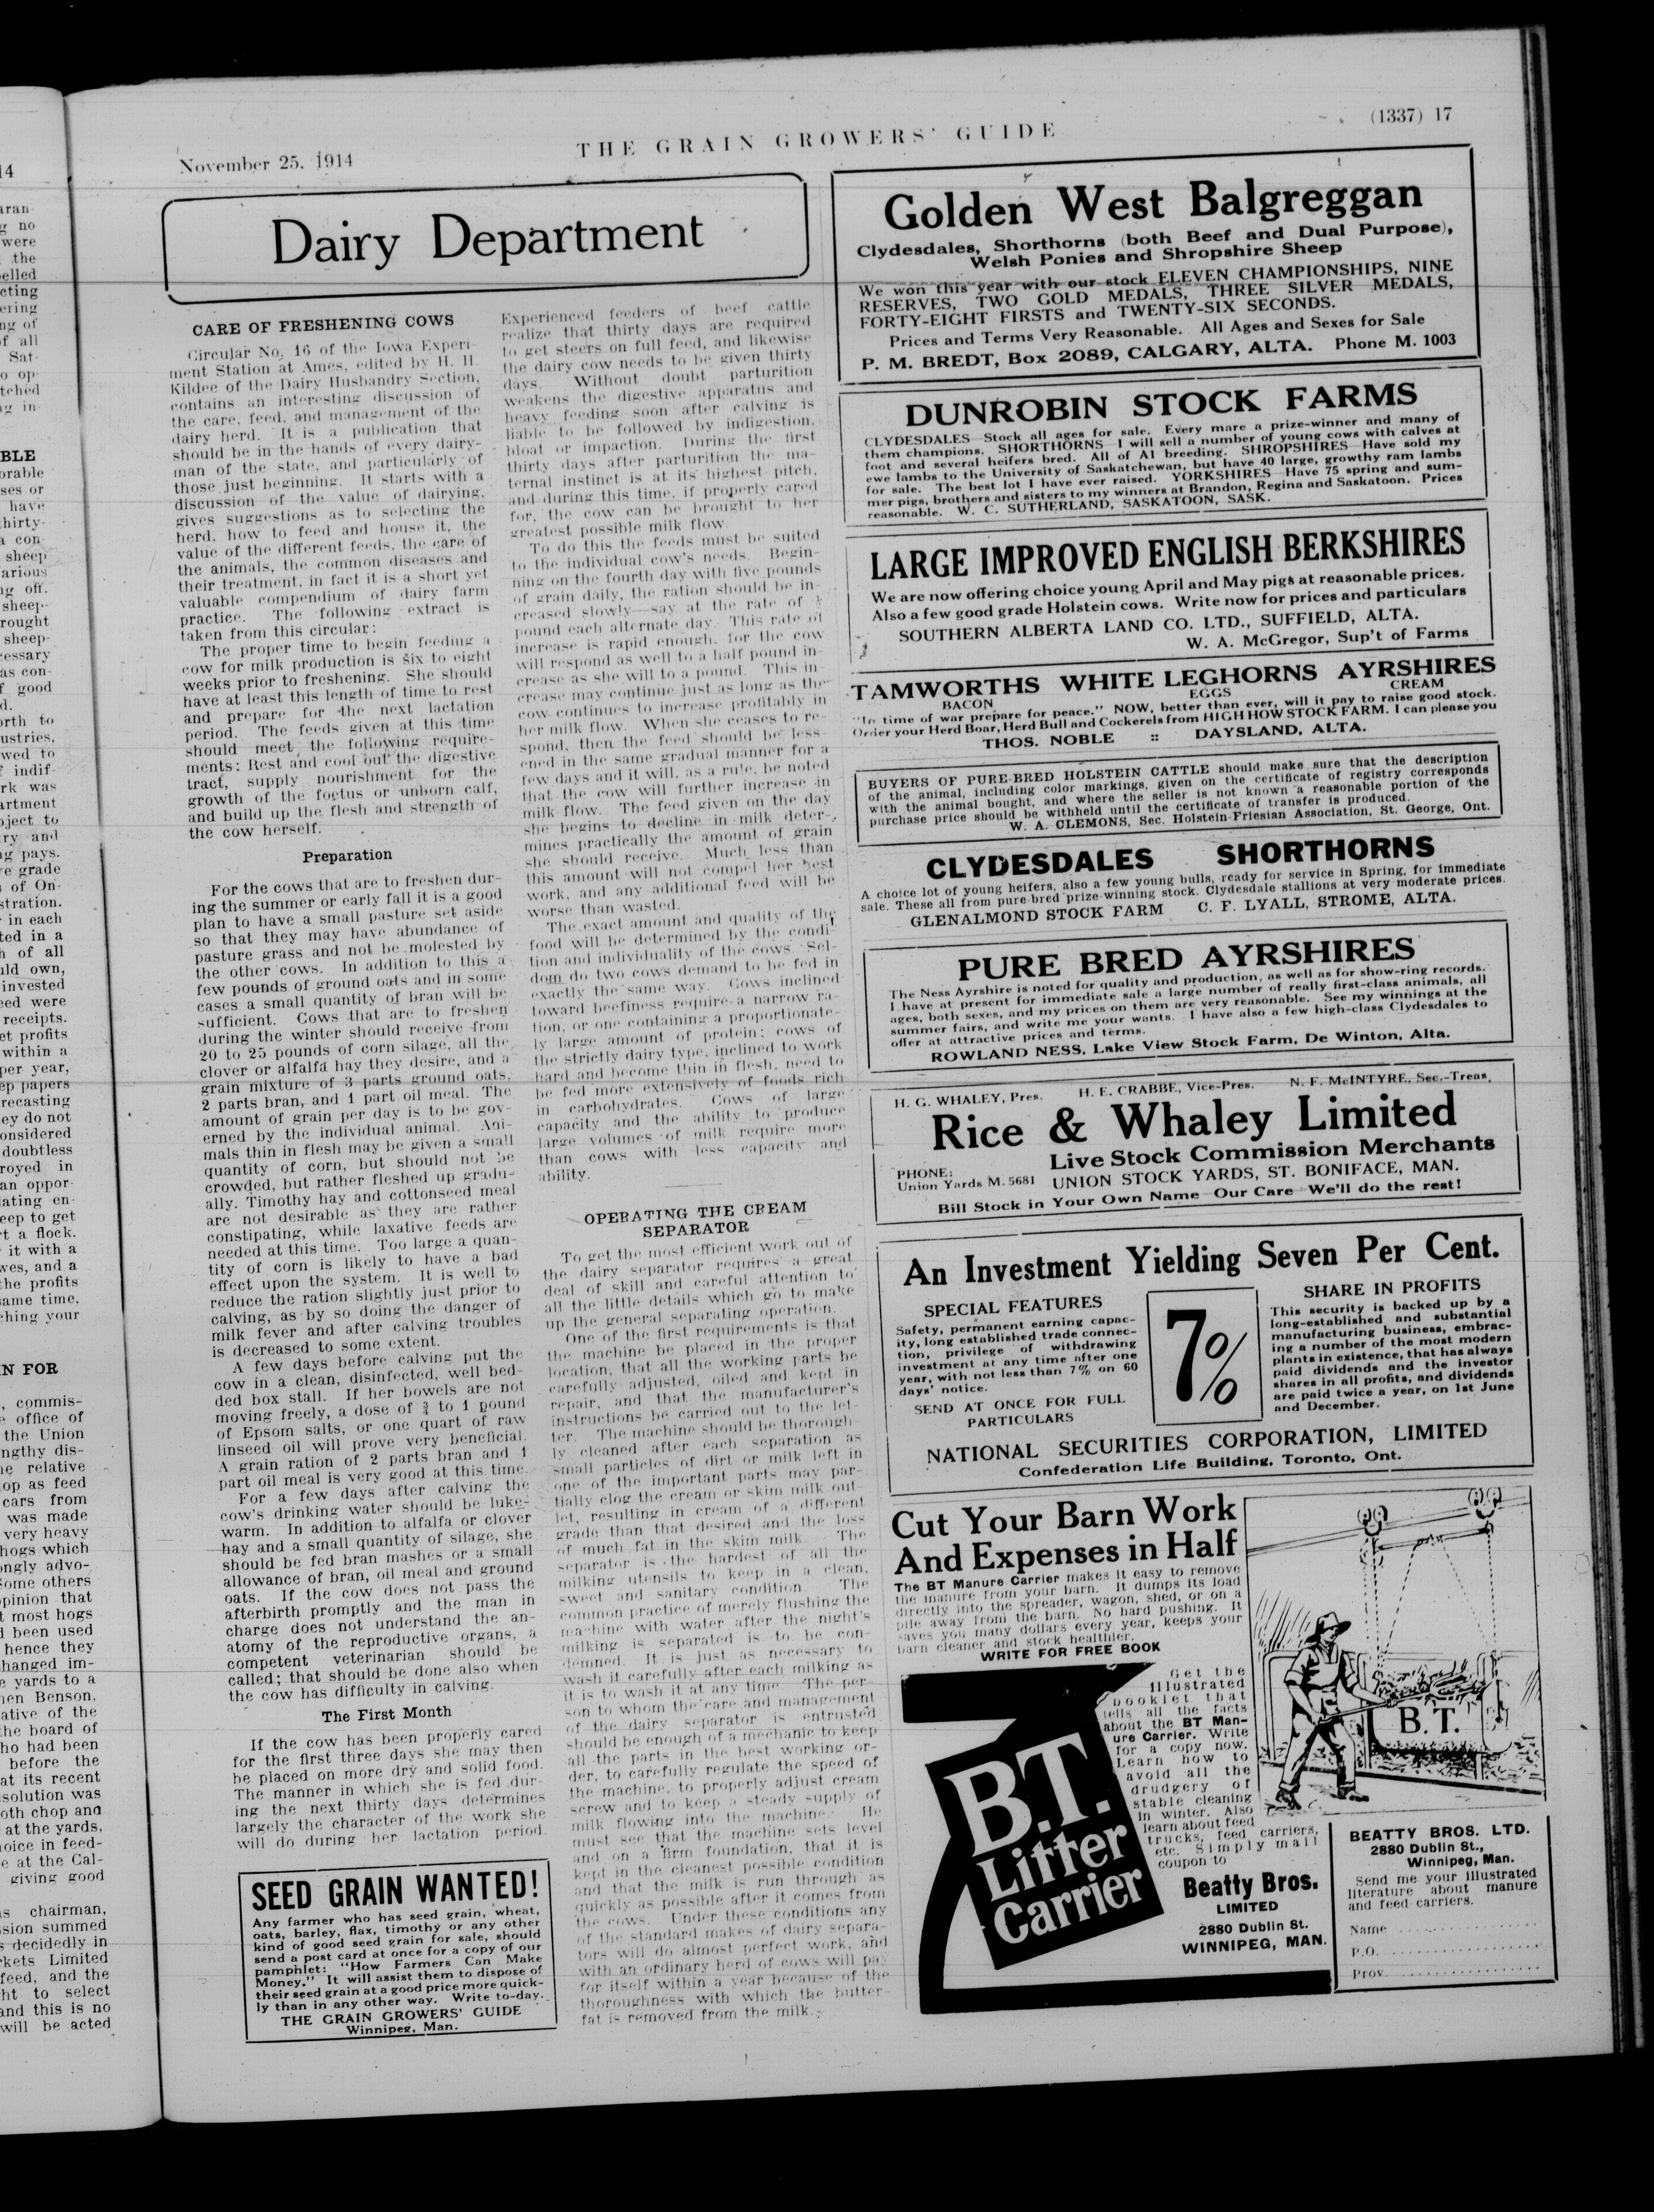 November 25, 1914
THE GRAIN GROWERS' GUIDE
(1337) 17
Dairy Department
CARE OF FRESHENING COWS
Circular No. 16 of the Iowa Experi-
ment Station at Ames, edited by H. H.
Kildee of the Dairy Husbandry Section,
contains an interesting discussion of
the care, feed, and management of the
dairy herd. It is a publication that
should be in the hands of every dairy-
man of the state, and particularly of
those just beginning. It starts with a
discussion of the value of dairying,
gives suggestions as to selecting the
herd, how to feed and house it, the
value of the different feeds, the care of
the animals, the common diseases and
their treatment, in fact it is a short yet
valuable compendium of dairy farm
practice. The following extract is
taken from this circular:
The proper time to begin feeding a
cow for milk production is six to eight
weeks prior to freshening. She should
have at least this length of time to rest
and prepare for the next lactation
period. The feeds given at this time
should meet the following require-
ments: Rest and cool out the digestive
tract, supply nourishment for the
growth of the foetus or unborn calf,
and build up the flesh and strength of
the cow herself.
Preparation
For the cows that are to freshen dur-
ing the summer or early fall it is a good
plan to have a small pasture set aside
so that they may have abundance of
pasture grass and not be molested by
the other cows. In addition to this a
few pounds of ground oats and in some
cases a small quantity of bran will be
sufficient. Cows that are to freshen
during the winter should receive from
20 to 25 pounds of corn silage, all the
clover or alfalfa hay they desire, and a
grain mixture of 3 parts ground oats,
2 parts bran, and 1 part oil meal. The
amount of grain per day is to be gov-
erned by the individual animal. Ani-
mals thin in flesh may be given a small
quantity of corn, but should not be
crowded, but rather fleshed up gradu-
ally. Timothy hay and cottonseed meal
are not desirable as they are rather
constipating, while laxative feeds are
needed at this time. Too large a quan-
tity of corn is likely to have a bad
effect upon the system. It is well to
reduce the ration slightly just prior to
calving, as by so doing the danger of
milk fever and after calving troubles
is decreased to some extent.
A few days before calving put the
cow in a clean, disinfected, well bed-
ded box stall. If her bowels are not
moving freely, a dose of ¾ to 1 pound
of Epsom salts, or one quart of raw
linseed oil will prove very beneficial.
A grain ration of 2 parts bran and 1
part oil meal is very good at this time.
For a few days after calving the
cow's drinking water should be luke-
warm. In addition to alfalfa or clover
hay and a small quantity of silage, she
should be fed bran mashes or a small
allowance of bran, oil meal and ground
oats. If the cow does not pass the
afterbirth promptly and the man in
charge does not understand the an-
atomy of the reproductive organs, a
competent veterinarian should be
called; that should be done also when
the cow has difficulty in calving.
The First Month
If the cow has been properly cared
for the first three days she may then
be placed on more dry and solid food.
The manner in which she is fed dur-
ing the next thirty days determines
largely the character of the work she
will do during her lactation period.
SEED GRAIN WANTED!
Any farmer who has seed grain, wheat,
oats, barley, flax, timothy or any other
kind of good seed grain for sale, should
send a post card at once for a copy of our
pamphlet: "How Farmers Can Make
Money." It will assist them to dispose of
their seed grain at a good price more quick-
ly than in any other way. Write to-day.
THE GRAIN GROWERS' GUIDE
Winnipeg, Man.
Experienced feeders of beef cattle
realize that thirty days are required
to get steers on full feed, and likewise
the dairy cow needs to be given thirty
days. Without doubt parturition
weakens the digestive apparatus and
heavy feeding soon after calving is
liable to be followed by indigestion,
bloat or impaction. During the first
thirty days after parturition the ma-
ternal instinct is at its highest pitch,
and during this time, if properly cared
for, the cow can be brought to her
greatest possible milk flow.
To do this the feeds must be suited
to the individual cow's needs. Begin-
ning on the fourth day with five pounds
of grain daily, the ration should be in-
creased slowly—say at the rate of
pound each alternate day. This rate of
increase is rapid enough, for the cow
will respond as well to a half pound in-
crease as she will to a pound. This in-
crease may continue just as long as the
cow continues to increase profitably in
her milk flow. When she ceases to re-
spond, then the feed should be less-
ened in the same gradual manner for a
few days and it will, as a rule, be noted
that the cow will further increase in
milk flow. The feed given on the day
she begins to decline in milk deter-
mines practically the amount of grain
she should receive. Much less than
this amount will not compel her best
work, and any additional feed will be
worse than wasted.
The exact amount and quality of the
food will be determined by the condi-
tion and individuality of the cows. Sel-
dom do two cows demand to be fed in
exactly the same way. Cows inclined
toward beefiness require a narrow ra-
tion, or one containing a proportionate-
ly large amount of protein; cows of
the strictly dairy type, inclined to work
hard and become thin in flesh, need to
be fed more extensively of foods rich
in carbohydrates. Cows of large
capacity and the ability to produce
large volumes of milk require more
than cows with less capacity and
ability.
OPERATING THE CREAM
SEPARATOR
To get the most efficient work out of
the dairy separator requires a great
deal of skill and careful attention to
all the little details which go to make
up the general separating operation.
One of the first requirements is that
the machine be placed in the proper
location, that all the working parts be
carefully adjusted, oiled and kept in
repair, and that the manufacturer's
instructions be carried out to the let-
ter. The machine should be thorough-
ly cleaned after each separation as
small particles of dirt or milk left in
one of the important parts may par-
tially clog the cream or skim milk out-
let, resulting in cream of a different
grade than that desired and the loss
of much fat in the skim milk. The
separator is the hardest of all the
milking utensils to keep in a clean,
sweet and sanitary condition. The
common practice of merely flushing the
machine with water after the night's
milking is separated is to be con-
demned. It is just as necessary to
wash it carefully after each milking as
it is to wash it at any time. The per-
son to whom the care and management
of the dairy separator is entrusted
should be enough of a mechanic to keep
all the parts in the best working or-
der, to carefully regulate the speed of
the machine, to properly adjust cream
screw and to keep a steady supply of
milk flowing into the machine. He
must see that the machine sets level
and on a firm foundation, that it is
kept in the cleanest possible condition
and that the milk is run through as
quickly as possible after it comes from
the cows. Under these conditions any
of the standard makes of dairy separa-
tors will do almost perfect work, and
with an ordinary herd of cows will pay
for itself within a year because of the
thoroughness with which the butter-
fat is removed from the milk.
Golden West Balgreggan
Clydesdales, Shorthorns (both Beef and Dual Purpose),
Welsh Ponies and Shropshire Sheep
We won this year with our stock ELEVEN CHAMPIONSHIPS, NINE
RESERVES, TWO GOLD MEDALS, THREE SILVER MEDALS,
FORTY-EIGHT FIRSTS and TWENTY-SIX SECONDS.
Prices and Terms Very Reasonable. All Ages and Sexes for Sale
P. M. BREDT, Box 2089, CALGARY, ALTA. Phone M. 1003
DUNROBIN STOCK FARMS
CLYDESDALES—Stock all ages for sale. Every mare a prize-winner and many of
them champions. SHORTHORNS—I will sell a number of young cows with calves at
foot and several heifers bred. All of A1 breeding. SHROPSHIRES—Have sold my
ewe lambs to the University of Saskatchewan, but have 40 large, growthy ram lambs
for sale. The best lot I have ever raised. YORKSHIRES—Have 75 spring and sum-
mer pigs, brothers and sisters to my winners at Brandon, Regina and Saskatoon. Prices
reasonable. W. C. SUTHERLAND, SASKATOON, SASK.
LARGE IMPROVED ENGLISH BERKSHIRES
We are now offering choice young April and May pigs at reasonable prices.
Also a few good grade Holstein cows. Write now for prices and particulars
SOUTHERN ALBERTA LAND CO. LTD., SUFFIELD, ALTA.
W. A. McGregor, Sup't of Farms
TAMWORTHS WHITE LEGHORNS AYRSHIRES
BACON EGGS CREAM
"In time of war prepare for peace." NOW, better than ever, will it pay to raise good stock.
Order your Herd Boar, Herd Bull and Cockerels from HIGH HOW STOCK FARM. I can please you
THOS. NOBLE :: DAYSLAND, ALTA.
BUYERS OF PURE-BRED HOLSTEIN CATTLE should make sure that the description
of the animal, including color markings, given on the certificate of registry corresponds
with the animal bought, and where the seller is not known a reasonable portion of the
purchase price should be withheld until the certificate of transfer is produced.
W. A. CLEMONS, Sec. Holstein-Friesian Association, St. George, Ont.
CLYDESDALES SHORTHORNS
A choice lot of young heifers, also a few young bulls, ready for service in Spring, for immediate
sale. These all from pure-bred prize-winning stock. Clydesdale stallions at very moderate prices.
GLENALMOND STOCK FARM C. F. LYALL, STROME, ALTA.
PURE BRED AYRSHIRES
The Ness Ayrshire is noted for quality and production, as well as for show-ring records.
I have at present for immediate sale a large number of really first-class animals, all
ages, both sexes, and my prices on them are very reasonable. See my winnings at the
summer fairs, and write me your wants. I have also a few high-class Clydesdales to
offer at attractive prices and terms.
ROWLAND NESS, Lake View Stock Farm, De Winton, Alta.
H. G. WHALEY, Pres. H. E. CRABBE, Vice-Pres. N. F. McINTYRE, Sec.-Treas.
Rice & Whaley Limited
Live Stock Commission Merchants
PHONE:
Union Yards M. 5681 UNION STOCK YARDS, ST. BONIFACE, MAN.
Bill Stock in Your Own Name—Our Care—We'll do the rest!
An Investment Yielding Seven Per Cent.
SPECIAL FEATURES
Safety, permanent earning capac-
ity, long established trade connec-
tion, privilege of withdrawing
investment at any time after one
year, with not less than 7% on 60
days' notice.
SEND AT ONCE FOR FULL
PARTICULARS
7%
SHARE IN PROFITS
This security is backed up by a
long-established and substantial
manufacturing business, embrac-
ing a number of the most modern
plants in existence, that has always
paid dividends and the investor
shares in all profits, and dividends
are paid twice a year, on 1st June
and December.
NATIONAL SECURITIES CORPORATION, LIMITED
Confederation Life Building, Toronto, Ont.
Cut Your Barn Work
And Expenses in Half
The BT Manure Carrier makes it easy to remove
the manure from your barn. It dumps its load
directly into the spreader, wagon, shed, or on a
pile away from the barn. No hard pushing. It
saves you many dollars every year, keeps your
barn cleaner and stock healthier.
WRITE FOR FREE BOOK
Get the
illustrated
booklet that
tells all the facts
about the BT Man-
ure Carrier. Write
for a copy now.
Learn how to
avoid all the
drudgery of
stable cleaning
in winter. Also
learn about feed
trucks, feed carriers,
etc. Simply mail
coupon to
Beatty Bros.
LIMITED
2880 Dublin St.
WINNIPEG, MAN.
B.T.
Litter
Carrier
B.T.
BEATTY BROS. LTD.
2880 Dublin St.,
Winnipeg, Man.
Send me your illustrated
literature about manure
and feed carriers.
Name
P.O.
Prov.